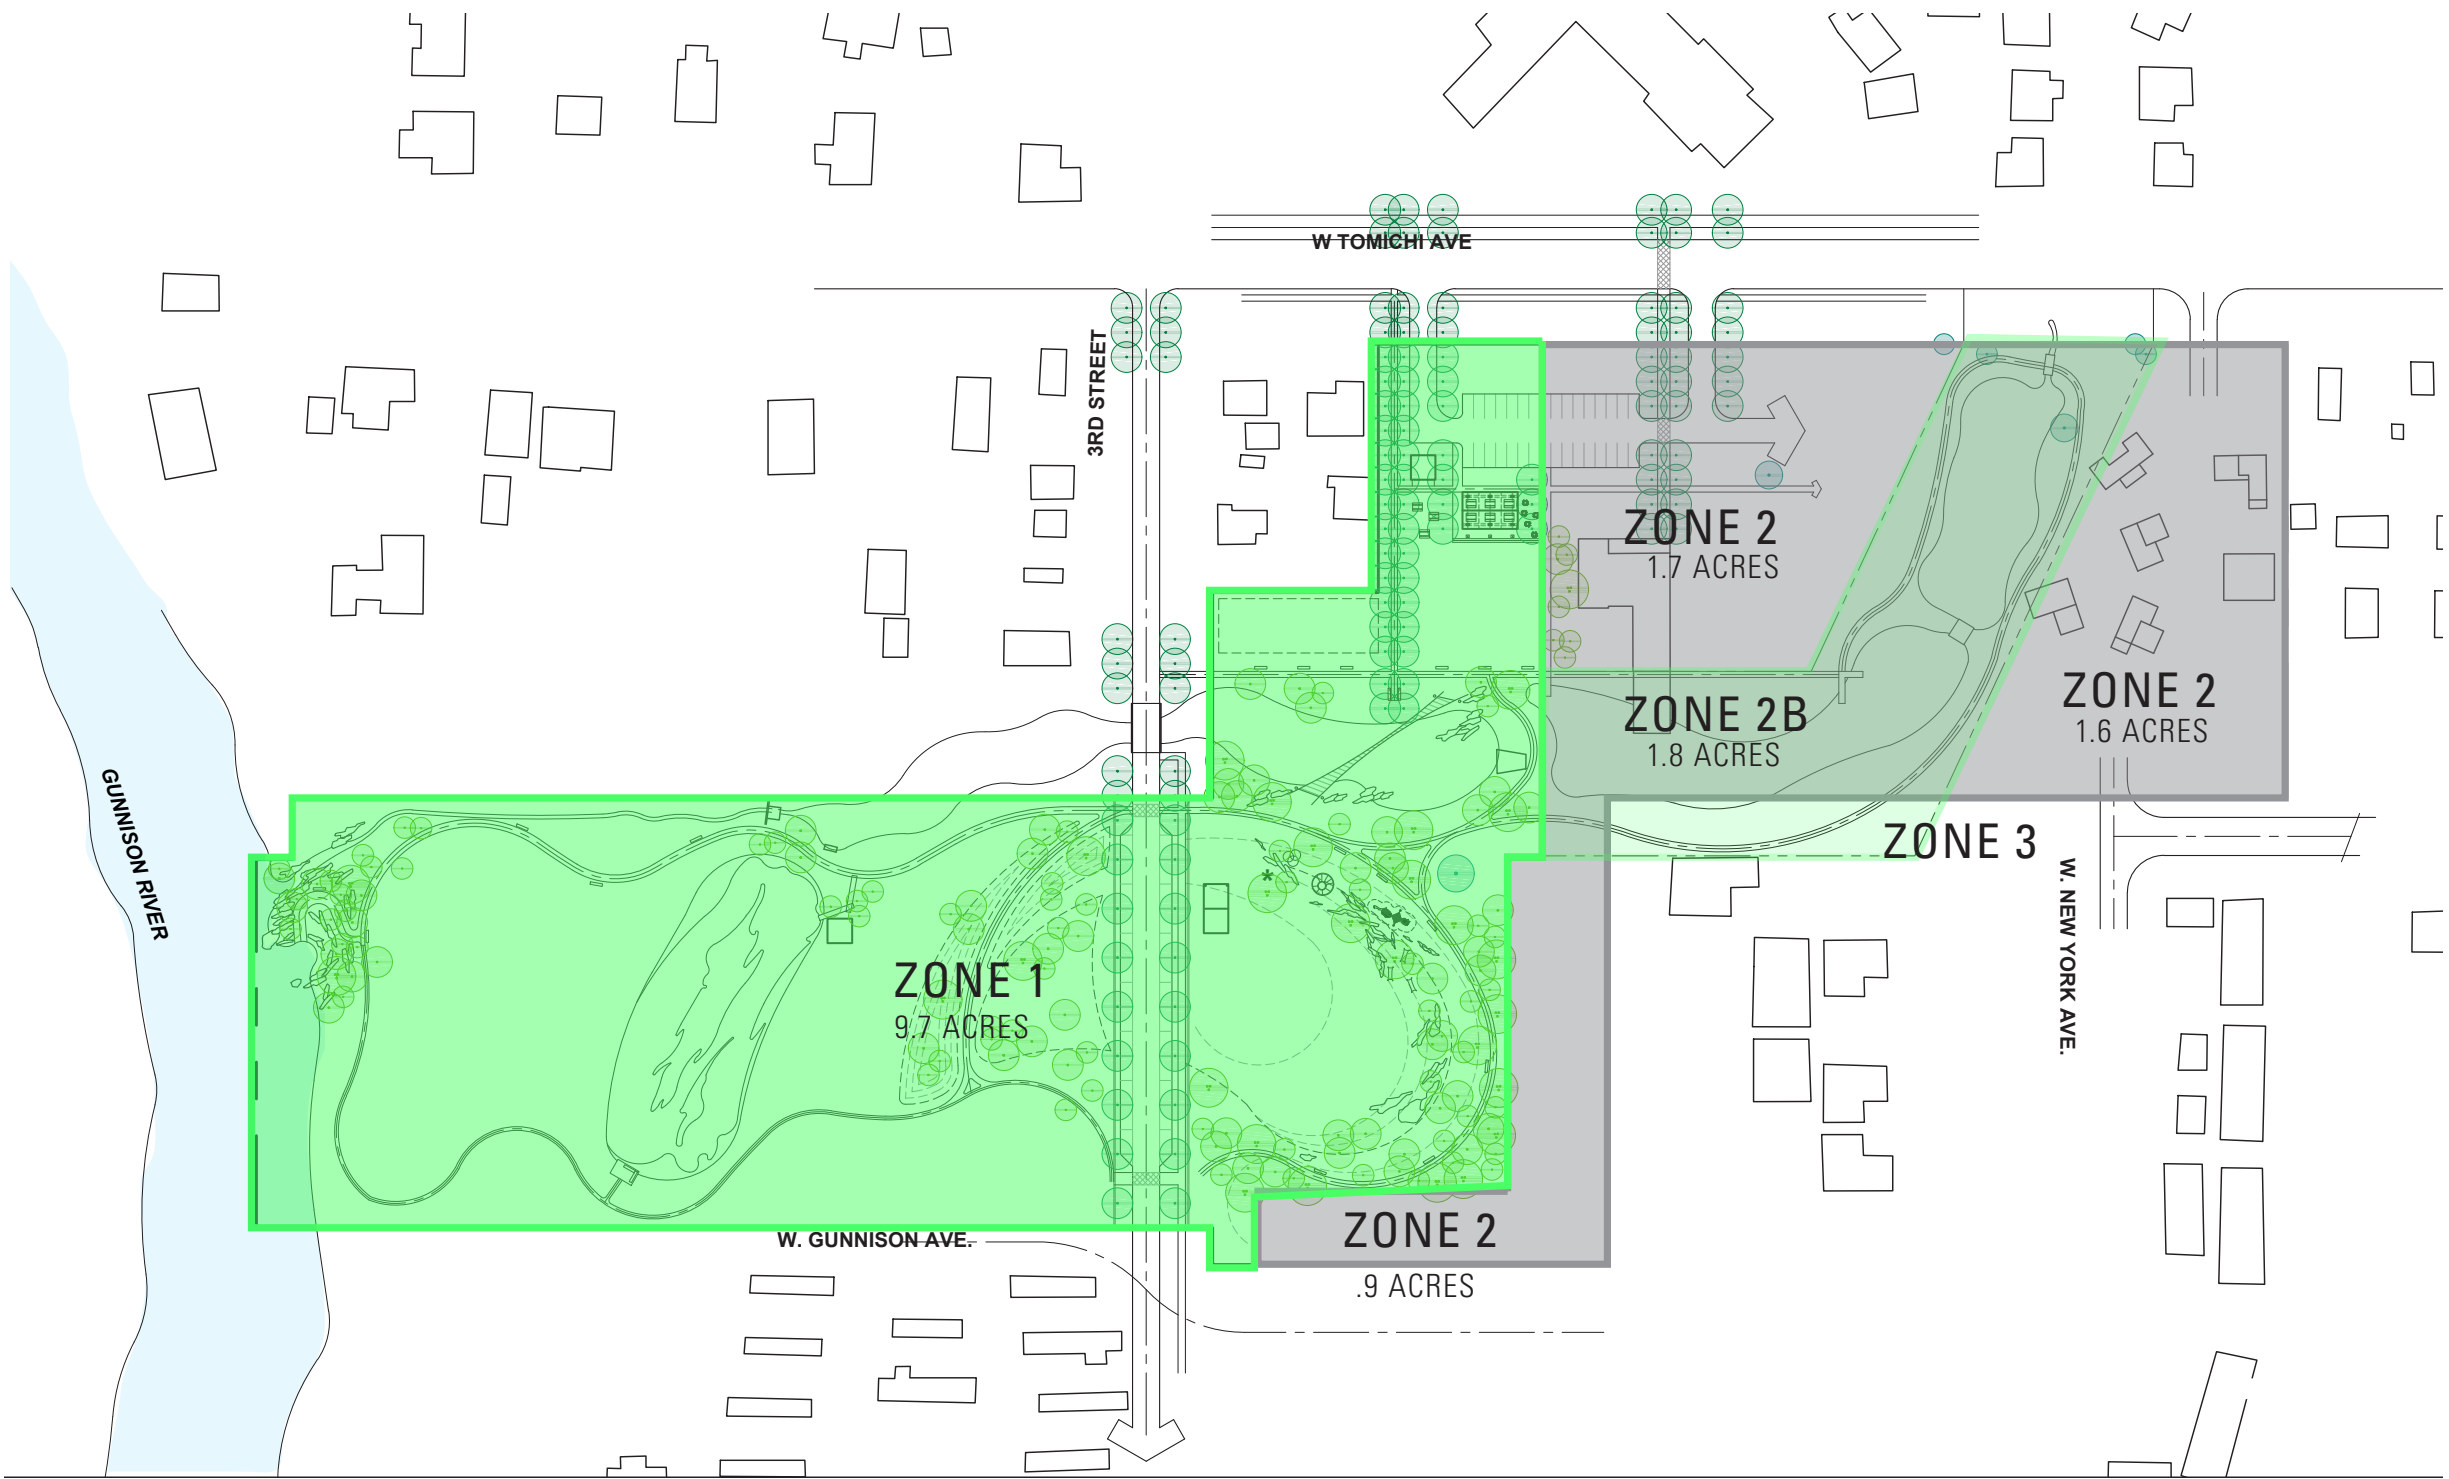 W TOMICHI AVE
3RD STREET
ZONE 2
1.7 ACRES
ZONE 2B
1.8 ACRES
ZONE 2
1.6 ACRES
GUNNISON RIVER
ZONE 3
W. NEW YORK AVE.
ZONE 1
9.7 ACRES
W. GUNNISON AVE.
ZONE 2
.9 ACRES